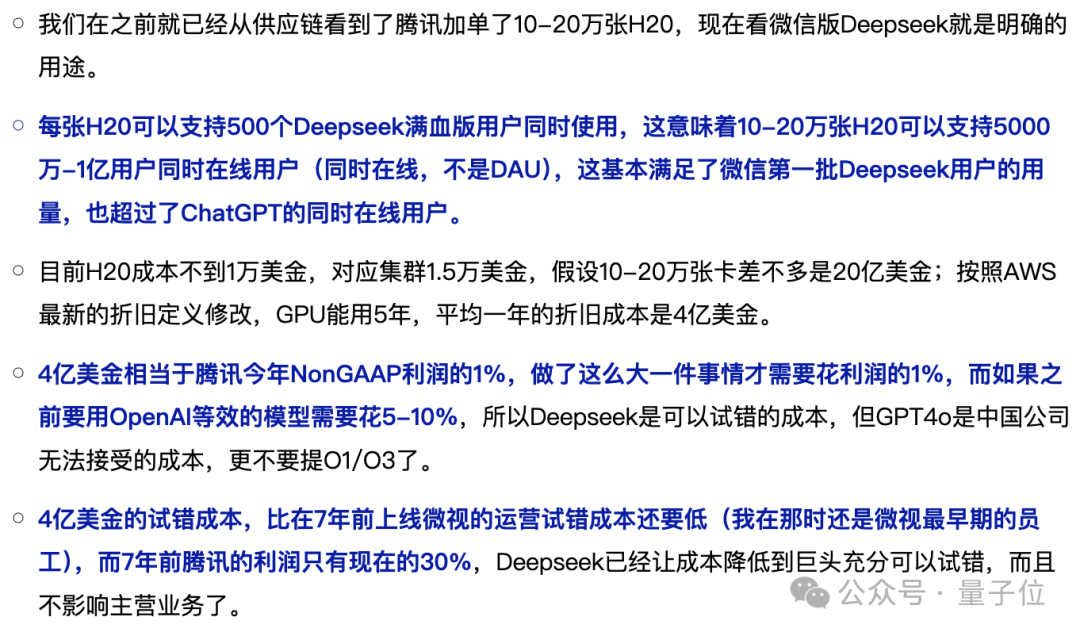 我们在之前就已经从供应链看到了腾讯加单了10-20万张H20，现在看微信版Deepseek就是明确的
用途。
每张H20可以支持500个Deepseek满血版用户同时使用，这意味着10-20万张H20可以支持5000
万-1亿用户同时在线用户（同时在线，不是DAU），这基本满足了微信第一批Deepseek用户的用
量，也超过了ChatGPT的同时在线用户。
目前H20成本不到1万美金，对应集群1.5万美金，假设10-20万张卡差不多是20亿美金；按照AWS
最新的折旧定义修改，GPU能用5年，平均一年的折旧成本是4亿美金。
4亿美金相当于腾讯今年NonGAAP利润的1%，做了这么大一件事情才需要花利润的1%，而如果之
前要用OpenAI等效的模型需要花5-10%，所以Deepseek是可以试错的成本，但GPT4o是中国公司
无法接受的成本，更不要提O1/O3了。
4亿美金的试错成本，比在7年前上线微视的运营试错成本还要低（我在那时还是微视最早期的员
工），而7年前腾讯的利润只有现在的30%，Deepseek已经让成本降低到巨头充分可以试错，而且
不影响主营业务了。
公众号·量子位